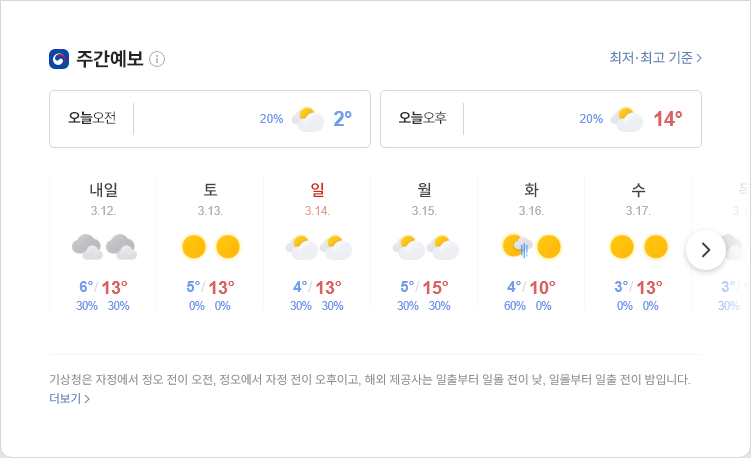 주간예보
최저·최고 기준
오늘오전 20% 2°
오늘오후 20% 14°
내일 토 일 월 화 수
3.12. 3.13. 3.14. 3.15. 3.16. 3.17.
6°/13° 5°/13° 4°/13° 5°/15° 4°/10° 3°/13° 3°
30% 30% 0% 0% 30% 30% 30% 30% 60% 0% 0% 0% 30%
기상청은 자정에서 정오 전이 오전, 정오에서 자정 전이 오후이고, 해외 제공사는 일출부터 일몰 전이 낮, 일몰부터 일출 전이 밤입니다.
더보기